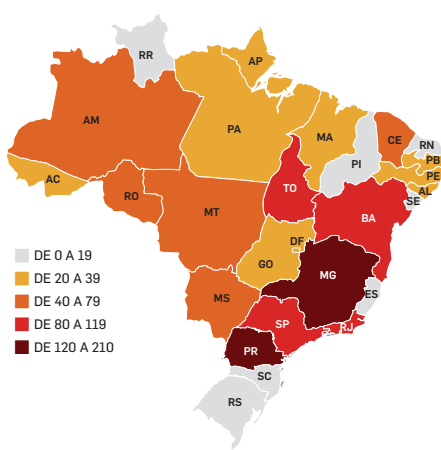 RR
AP
AM
PA
MA
CE
RN
PB
PE
AL
SE
PI
AC
RO
TO
BA
MT
DF
GO
MG
ES
MS
SP
RJ
PR
SC
RS
DE 0 A 19
DE 20 A 39
DE 40 A 79
DE 80 A 119
DE 120 A 210